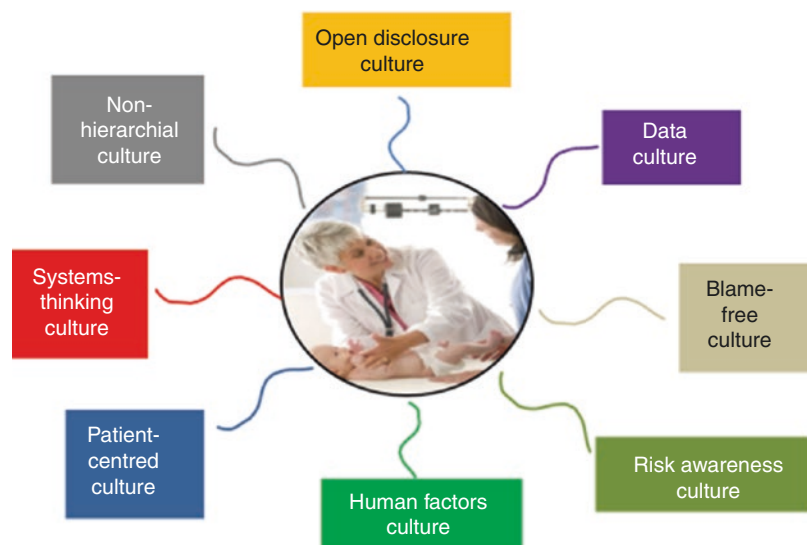 Open disclosure
culture
Non-
hierarchial
culture
Data
culture
Systems-
thinking
culture
Blame-
free
culture
Patient-
centred
culture
Human factors
culture
Risk awareness
culture